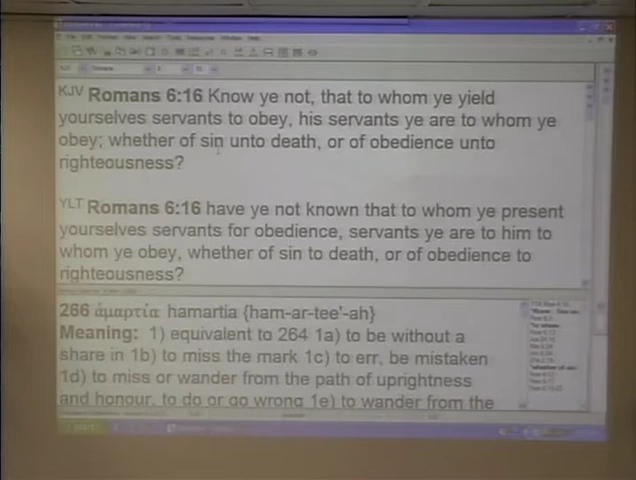 KJV Romans 6:16 Know ye not, that to whom ye yield
yourselves servants to obey, his servants ye are to whom ye
obey; whether of sin unto death, or of obedience unto
righteousness?
YLT Romans 6:16 have ye not known that to whom ye present
yourselves servants for obedience, servants ye are to him to
whom ye obey, whether of sin to death, or of obedience to
righteousness?
266 ἁμαρτία hamartia {ham-ar-tee'-ah}
Meaning: 1) equivalent to 264 1a) to be without a
share in 1b) to miss the mark 1c) to err, be mistaken
1d) to miss or wander from the path of uprightness
and honour, to do or go wrong 1e) to wander from the